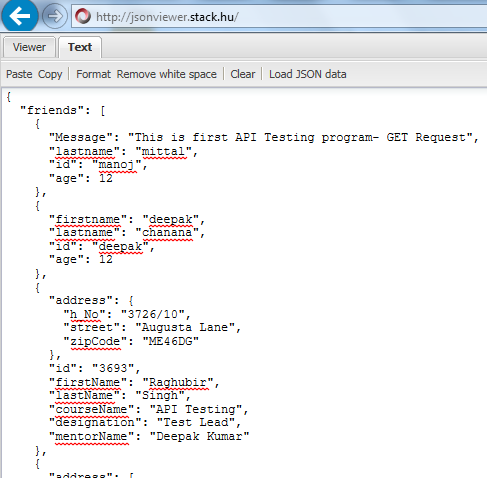 http://jsonviewer.stack.hu/
Viewer Text
Paste Copy Format Remove white space Clear Load JSON data
{
"friends": [
{
"Message": "This is first API Testing program- GET Request",
"lastname": "mittal",
"id": "manoj",
"age": 12
},
{
"firstname": "deepak",
"lastname": "chanana",
"id": "deepak",
"age": 12
},
{
"address": {
"h_No": "3726/10",
"street": "Augusta Lane",
"zipCode": "ME46DG"
},
"id": "3693",
"firstName": "Raghubir",
"lastName": "Singh",
"courseName": "API Testing",
"designation": "Test Lead",
"mentorName": "Deepak Kumar"
},
{
"address": {